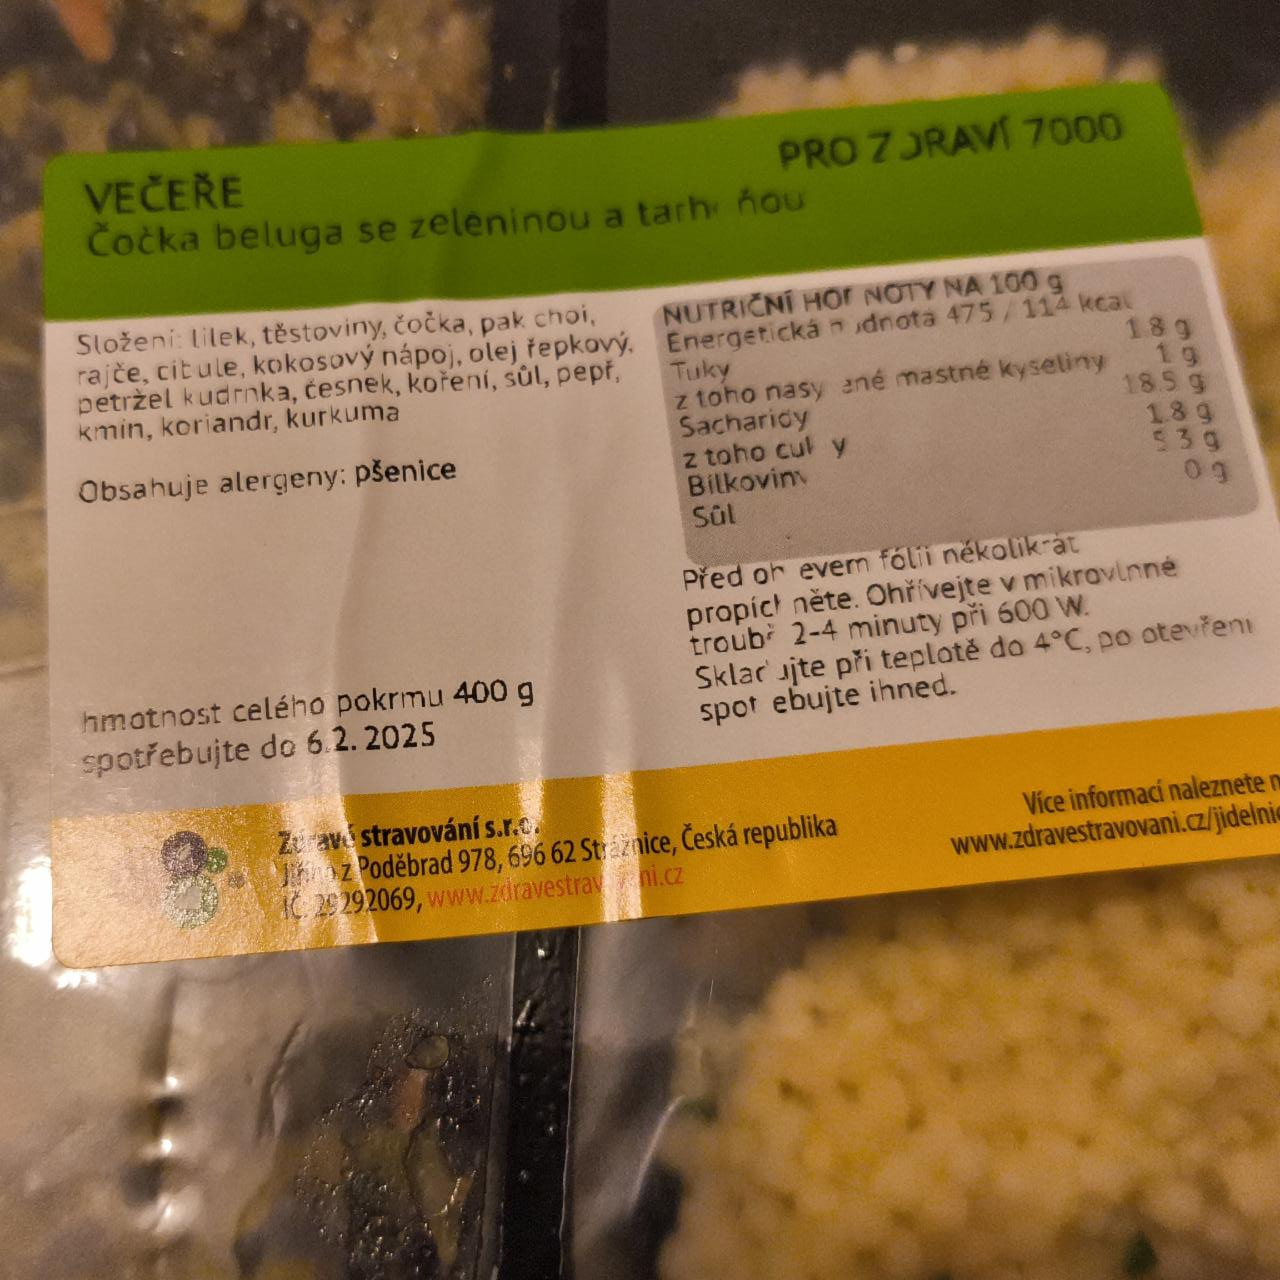 VEČEŘE
PRO ZDRAVÍ 7000
Čočka beluga se zeleninou a tarhoňou
Složení: lilek, těstoviny, čočka, pak choi,
rajče, cibule, kokosový nápoj, olej řepkový,
petržel kudrnka, česnek, koření, sůl, pepř,
kmín, koriandr, kurkuma
Obsahuje alergeny: pšenice
hmotnost celého pokrmu 400 g
spotřebujte do 6.2. 2025
NUTRIČNÍ HODNOTY NA 100 g
Energetická hodnota 475 / 114 kcal
Tuky 1.8 g
z toho nasycené mastné kyseliny 1 g
Sacharidy 18.5 g
z toho cukry 1.8 g
Bílkoviny 5.3 g
Sůl 0 g
Před ohřevem fólii několikrát
propíchněte. Ohřívejte v mikrovlnné
troubě 2-4 minuty při 600 W.
Skladujte při teplotě do 4°C, po otevření
spotřebujte ihned.
Zdravé stravování s.r.o.
Jiřího z Poděbrad 978, 696 62 Strážnice, Česká republika
IČ: 29292069, www.zdravestravovani.cz
Více informací naleznete n
www.zdravestravovani.cz/jidelnic